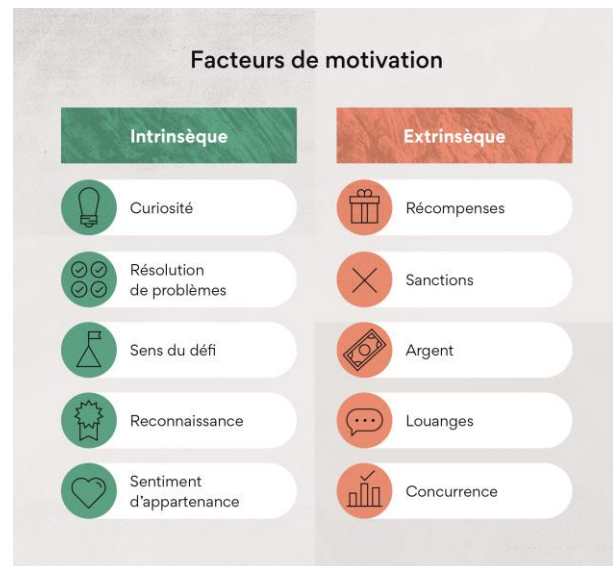 Facteurs de motivation
Intrinsèque
Curiosité
Résolution
de problèmes
Sens du défi
Reconnaissance
Sentiment
d'appartenance
Extrinsèque
Récompenses
Sanctions
Argent
Louanges
Concurrence